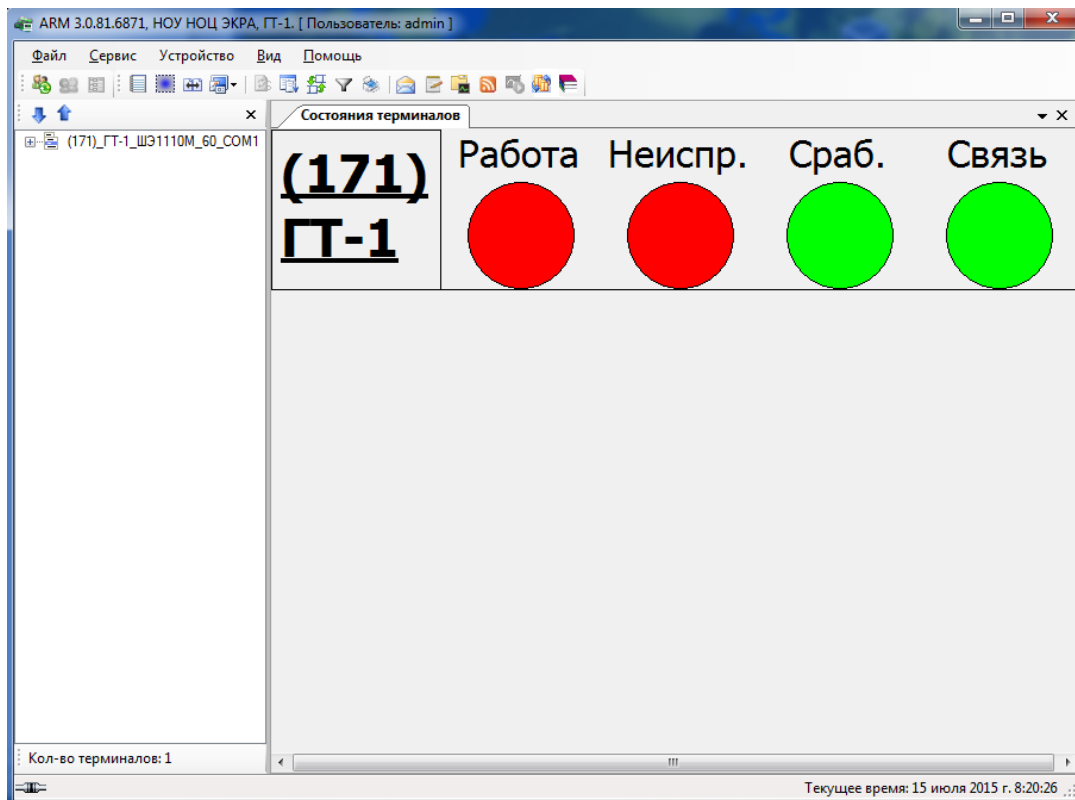 ARM 3.0.81.6871, НОУ НОЦ ЭКРА, ГТ-1. [ Пользователь: admin ]
Файл Сервис Устройство Вид Помощь
Состояния терминалов
(171)_ГТ-1_ШЭ1110М_60_COM1
(171)
ГТ-1
Работа Неиспр. Сраб. Связь
Кол-во терминалов: 1
Текущее время: 15 июля 2015 г. 8:20:26